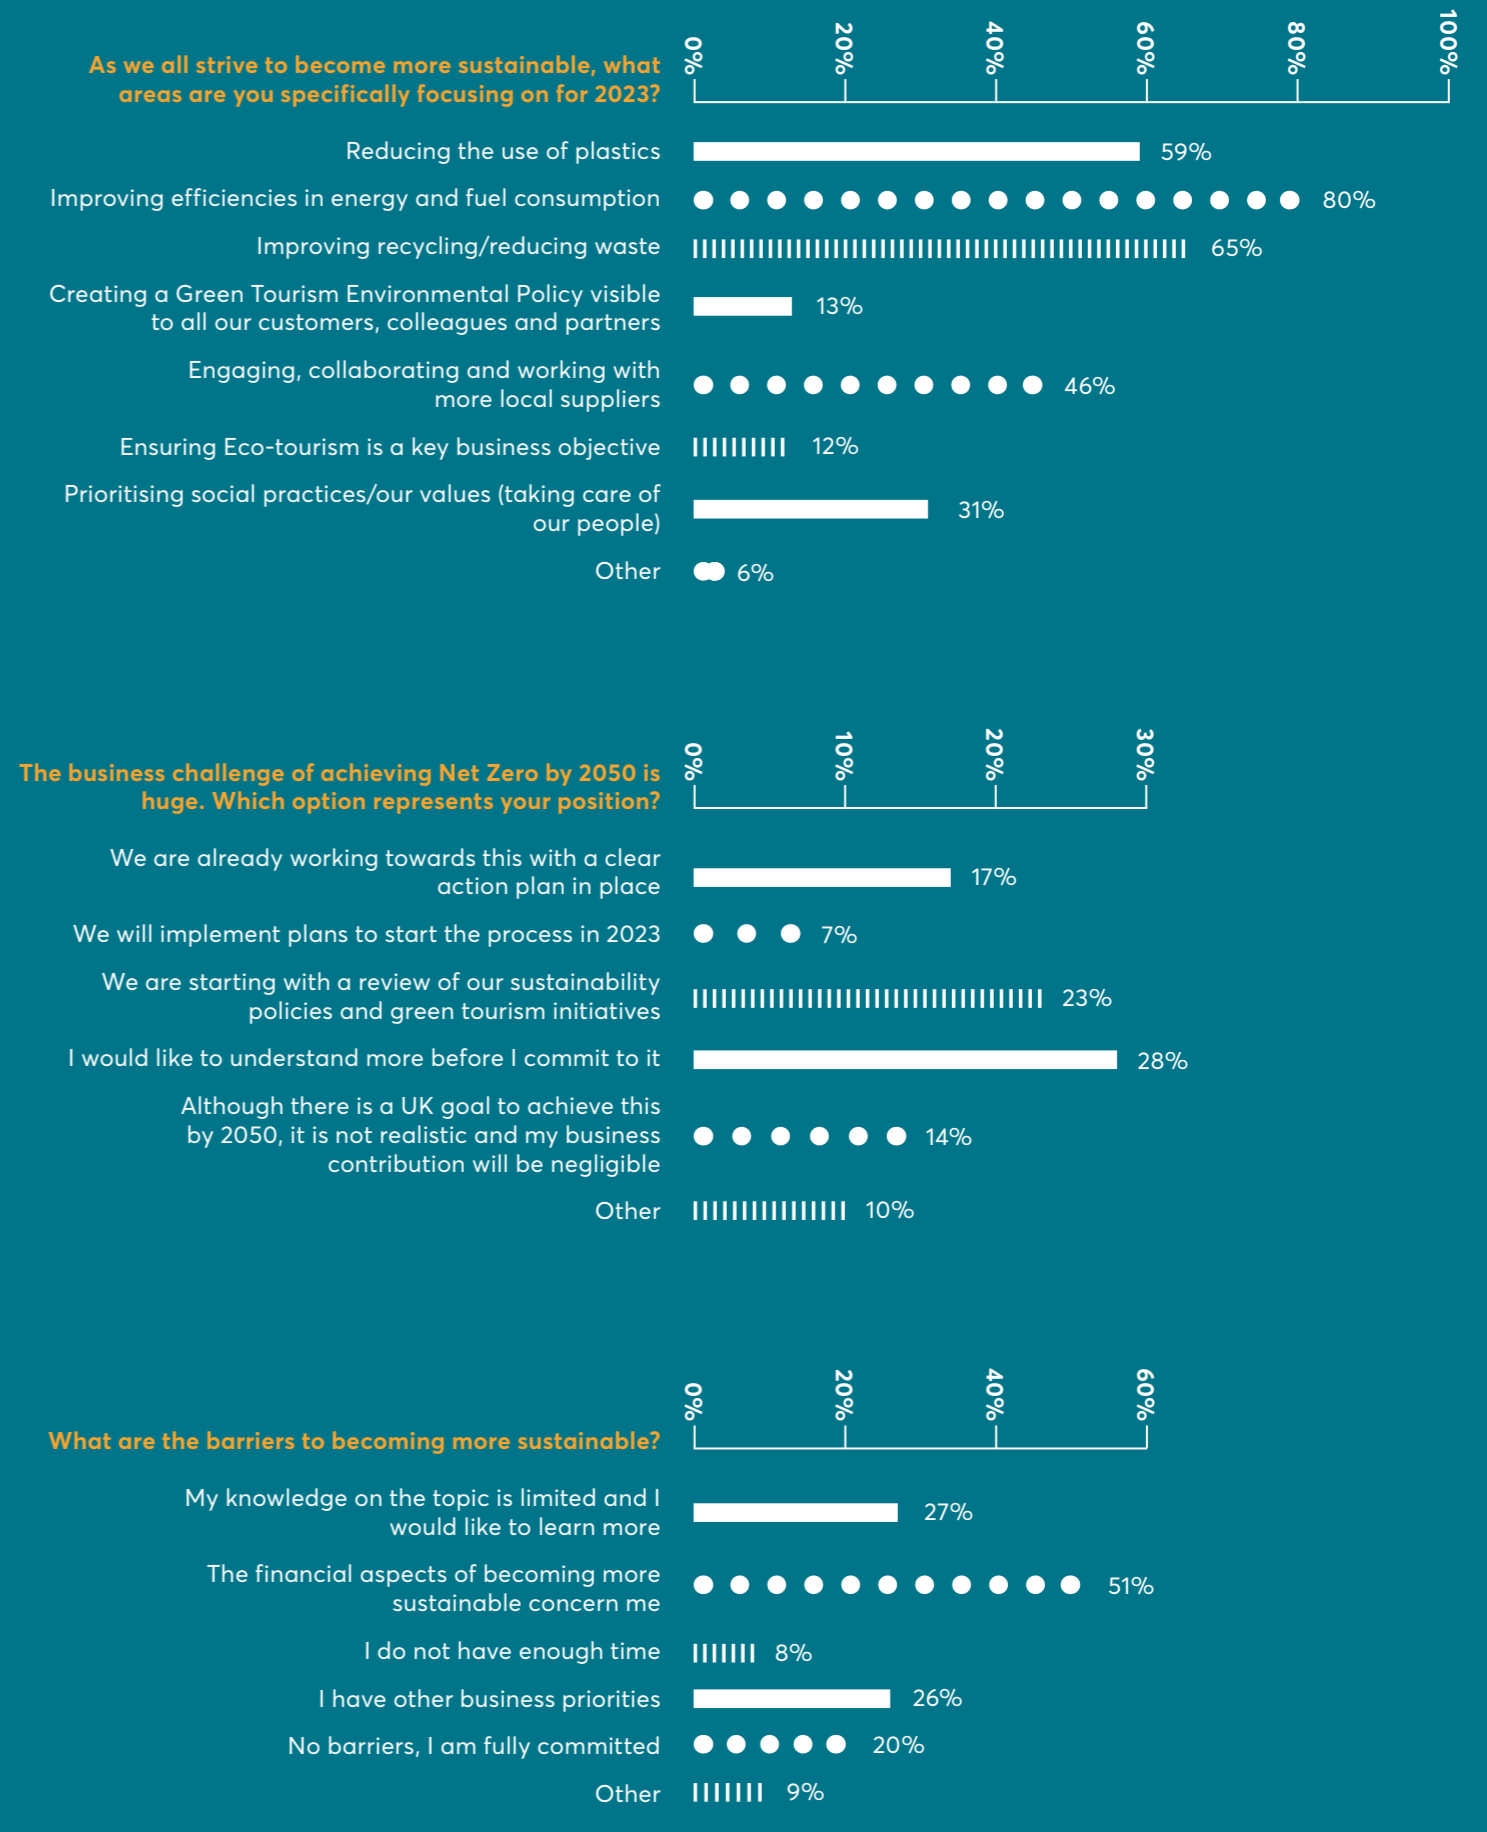 0%
20%
40%
60%
80%
100%
As we all strive to become more sustainable, what
areas are you specifically focusing on for 2023?
Reducing the use of plastics
59%
Improving efficiencies in energy and fuel consumption
80%
Improving recycling/reducing waste
65%
Creating a Green Tourism Environmental Policy visible
to all our customers, colleagues and partners
13%
Engaging, collaborating and working with
more local suppliers
46%
Ensuring Eco-tourism is a key business objective
12%
Prioritising social practices/our values (taking care of
our people)
31%
Other
6%
0%
10%
20%
30%
The business challenge of achieving Net Zero by 2050 is
huge. Which option represents your position?
We are already working towards this with a clear
action plan in place
17%
We will implement plans to start the process in 2023
7%
We are starting with a review of our sustainability
policies and green tourism initiatives
23%
I would like to understand more before I commit to it
28%
Although there is a UK goal to achieve this
by 2050, it is not realistic and my business
contribution will be negligible
14%
Other
10%
0%
20%
40%
60%
What are the barriers to becoming more sustainable?
My knowledge on the topic is limited and I
would like to learn more
27%
The financial aspects of becoming more
sustainable concern me
51%
I do not have enough time
8%
I have other business priorities
26%
No barriers, I am fully committed
20%
Other
9%